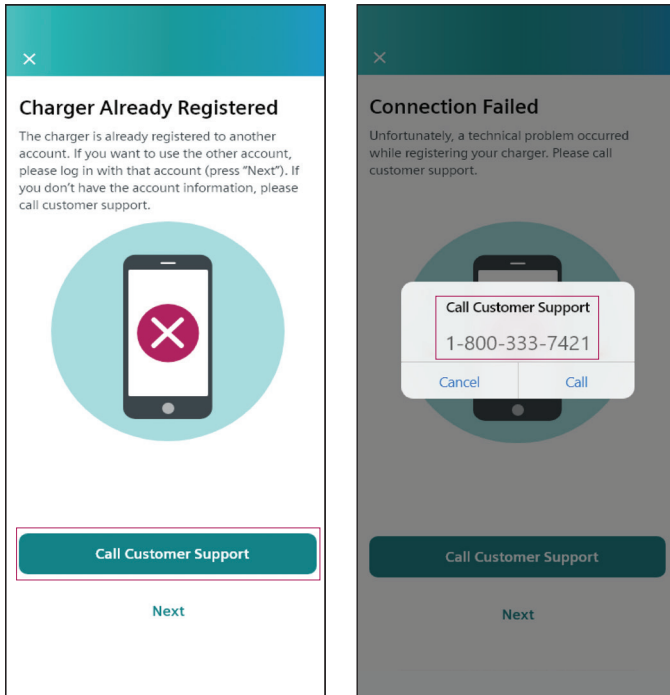 Charger Already Registered
The charger is already registered to another
account. If you want to use the other account,
please log in with that account (press “Next”). If
you don’t have the account information, please
call customer support.
Call Customer Support
Next
Connection Failed
Unfortunately, a technical problem occurred
while registering your charger. Please call
customer support.
Call Customer Support
1-800-333-7421
Cancel Call
Call Customer Support
Next